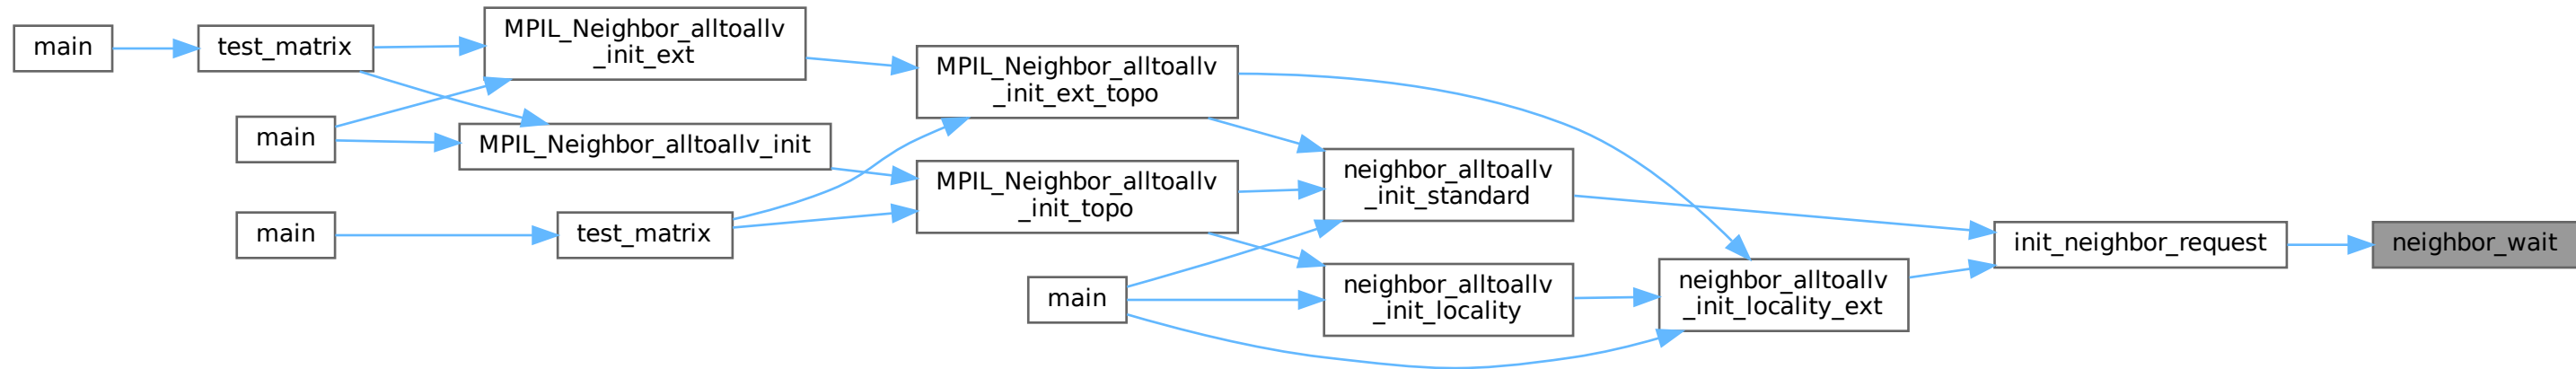 main
test_matrix
MPIL_Neighbor_alltoallv
_init_ext
main
MPIL_Neighbor_alltoallv_init
main
test_matrix
MPIL_Neighbor_alltoallv
_init_ext_topo
MPIL_Neighbor_alltoallv
_init_topo
main
neighbor_alltoallv
_init_standard
neighbor_alltoallv
_init_locality
neighbor_alltoallv
_init_locality_ext
init_neighbor_request
neighbor_wait